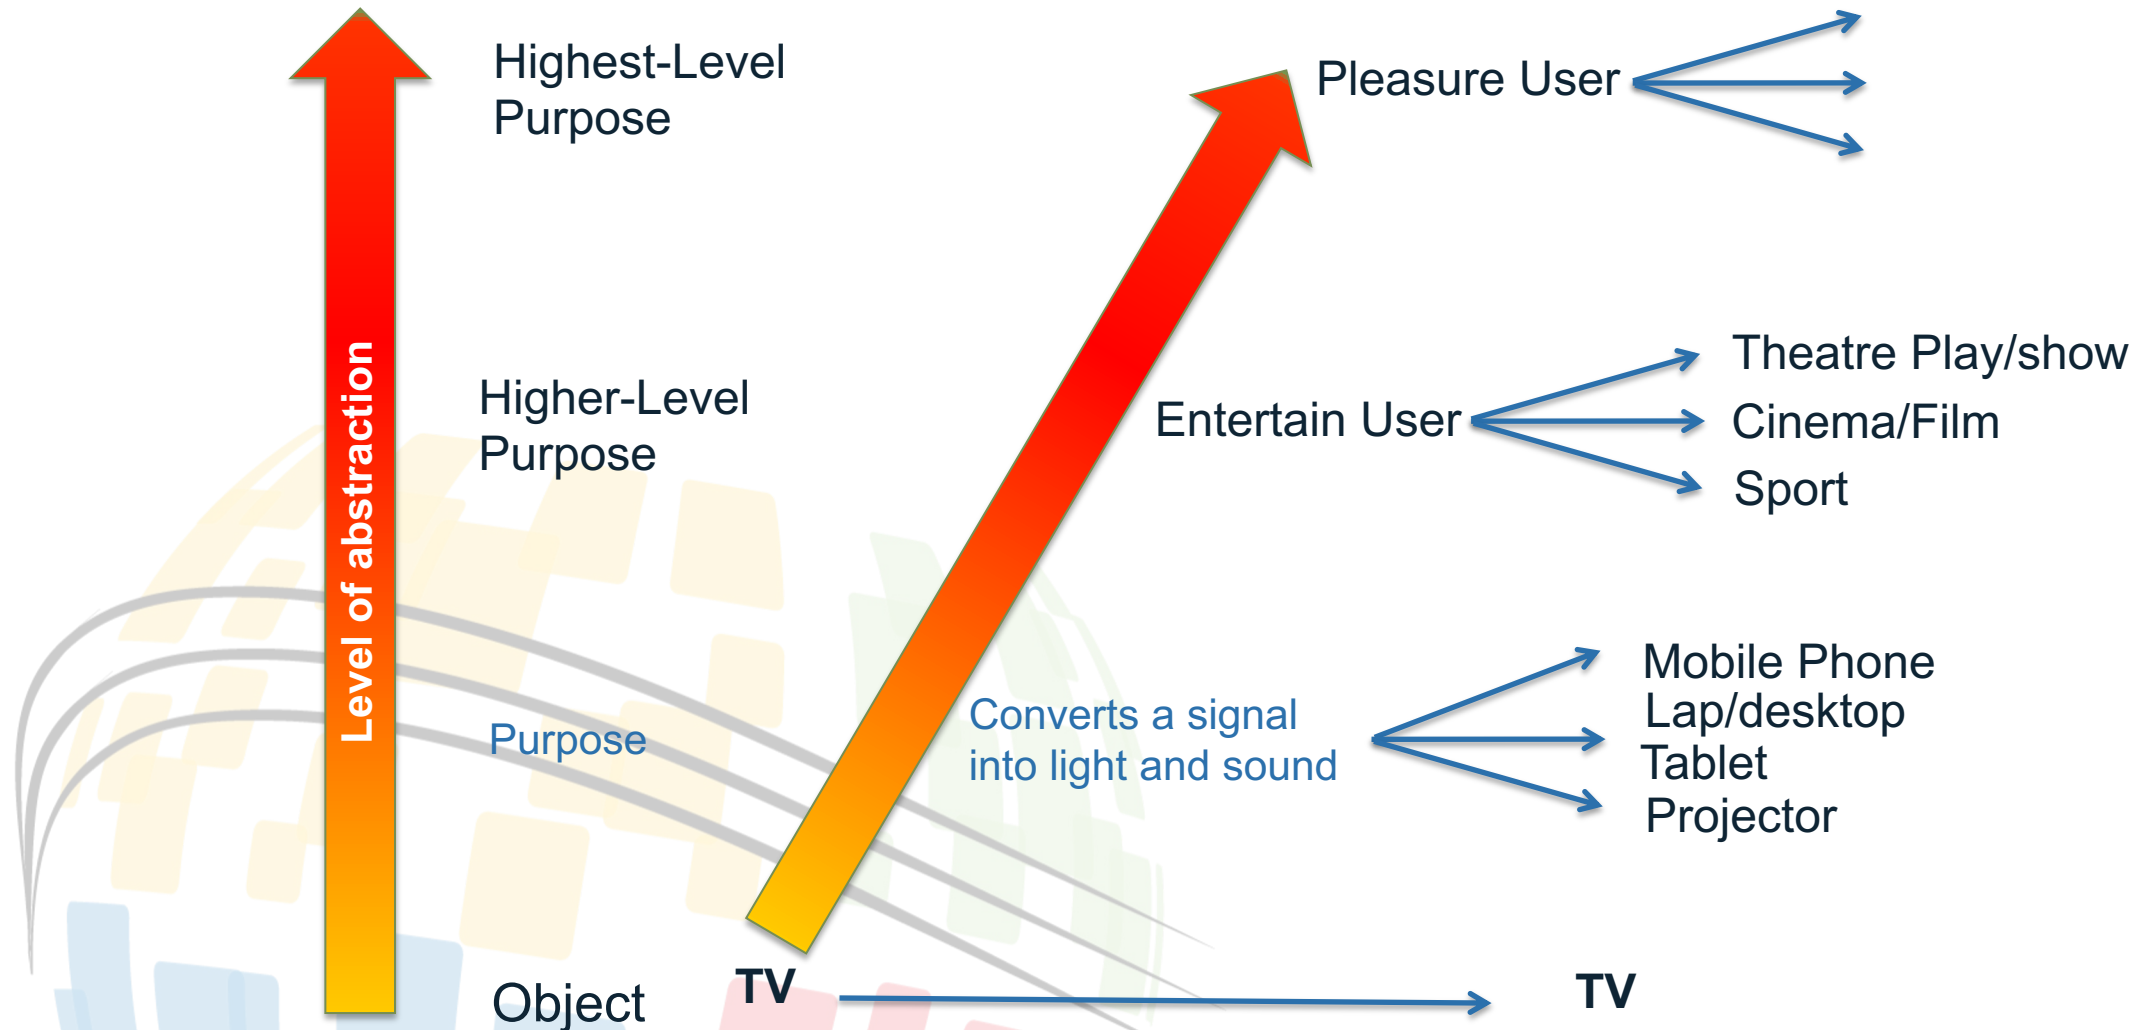 Highest-Level
Purpose
Pleasure User
Level of abstraction
Higher-Level
Purpose
Entertain User
Theatre Play/show
Cinema/Film
Sport
Purpose
Converts a signal
into light and sound
Mobile Phone
Lap/desktop
Tablet
Projector
Object
TV
TV